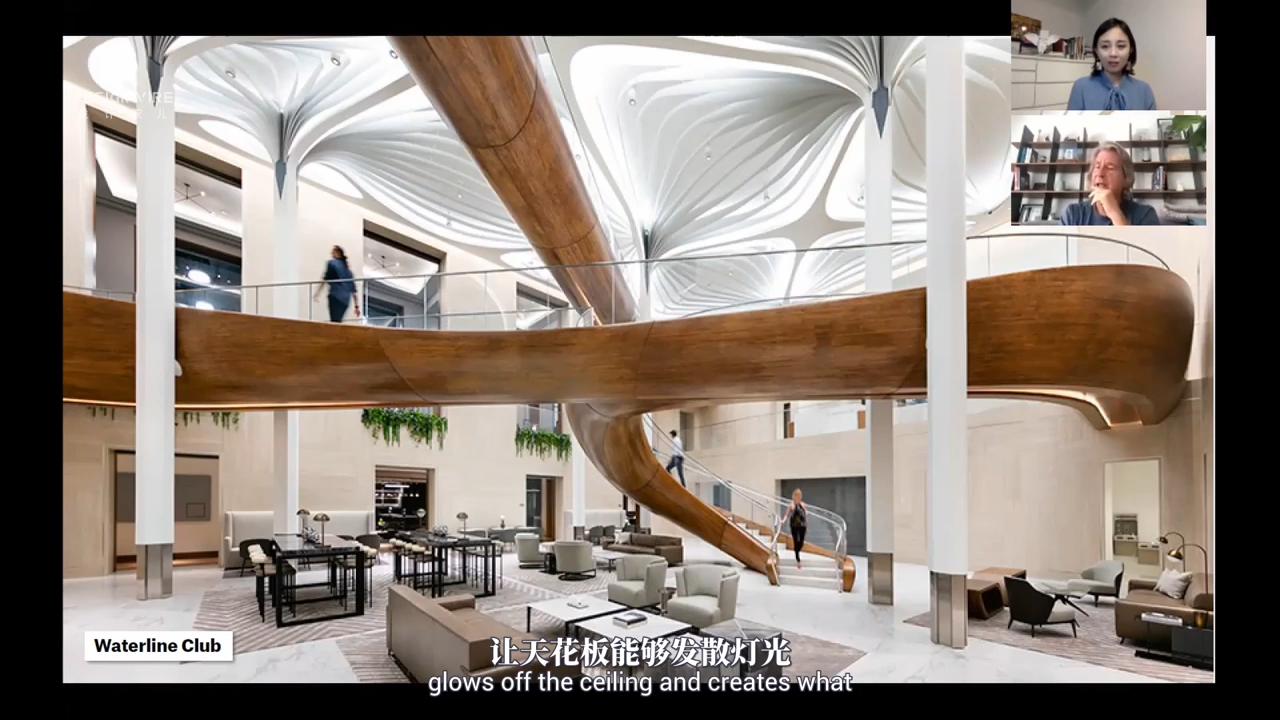 Waterline Club
让天花板能够发散灯光
glows off the ceiling and creates what